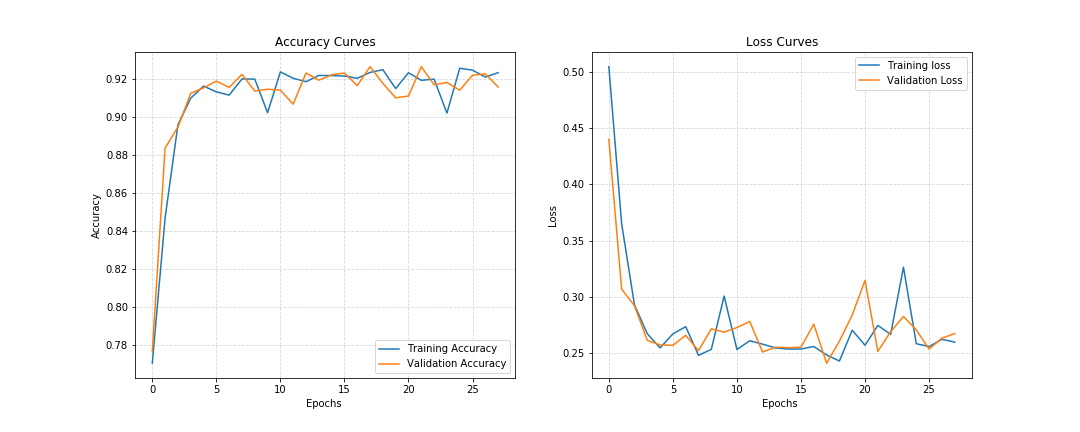 Accuracy Curves
Accuracy
0.92
0.90
0.88
0.86
0.84
0.82
0.80
0.78
0
5
10
15
20
25
Epochs
Training Accuracy
Validation Accuracy
Loss Curves
Loss
0.50
0.45
0.40
0.35
0.30
0.25
0
5
10
15
20
25
Epochs
Training loss
Validation Loss